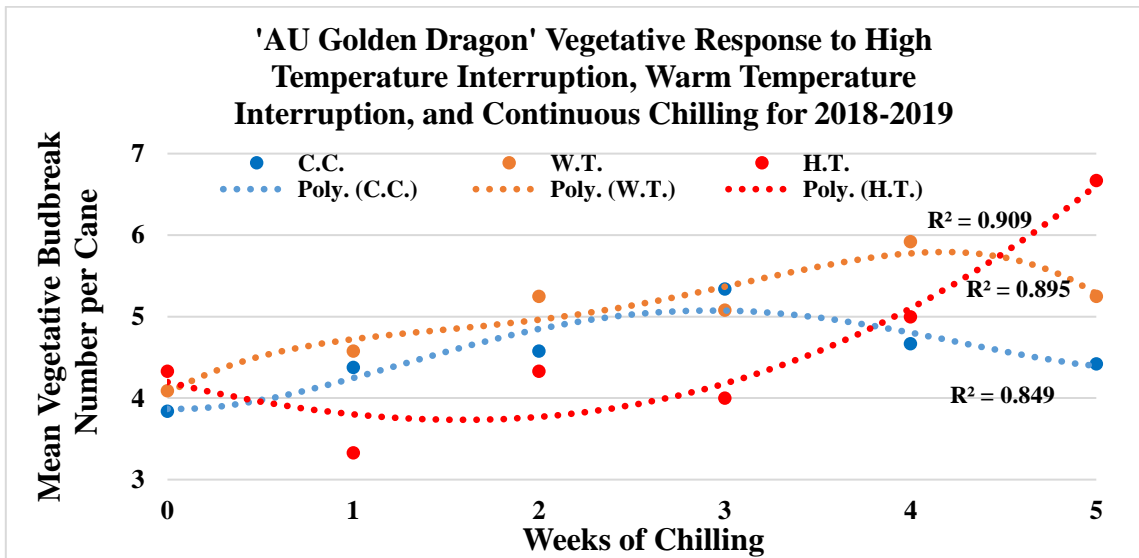 'AU Golden Dragon' Vegetative Response to High
Temperature Interruption, Warm Temperature
Interruption, and Continuous Chilling for 2018-2019
Mean Vegetative Budbreak
Number per Cane
7
6
5
4
3
C.C. W.T. H.T.
Poly. (C.C.) Poly. (W.T.) Poly. (H.T.)
R² = 0.909
R² = 0.895
R² = 0.849
0 1 2 3 4 5
Weeks of Chilling